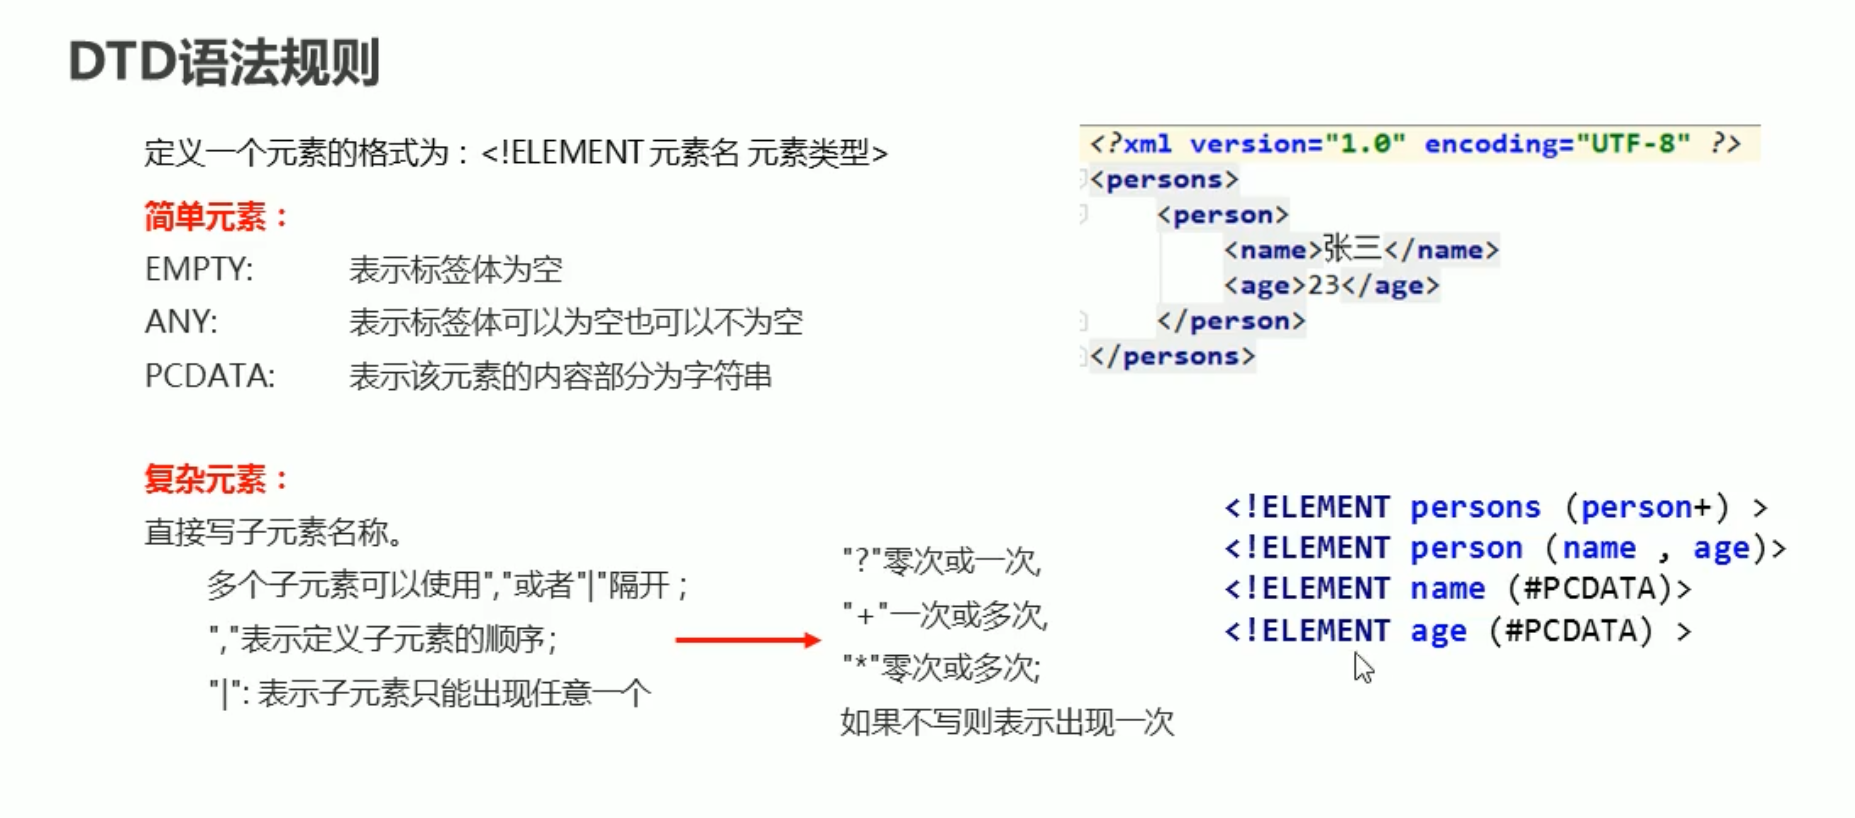 DTD语法规则
定义一个元素的格式为：<!ELEMENT 元素名 元素类型>
简单元素：
EMPTY: 表示标签体为空
ANY: 表示标签体可以为空也可以不为空
PCDATA: 表示该元素的内容部分为字符串
复杂元素：
直接写子元素名称。
多个子元素可以使用","或者"|"隔开；
","表示定义子元素的顺序；
"|": 表示子元素只能出现任意一个
"?"零次或一次,
"+"一次或多次,
"*"零次或多次;
如果不写则表示出现一次
<?xml version="1.0" encoding="UTF-8" ?>
<persons>
<person>
<name>张三</name>
<age>23</age>
</person>
</persons>
<!ELEMENT persons (person+) >
<!ELEMENT person (name , age)>
<!ELEMENT name (#PCDATA)>
<!ELEMENT age (#PCDATA) >